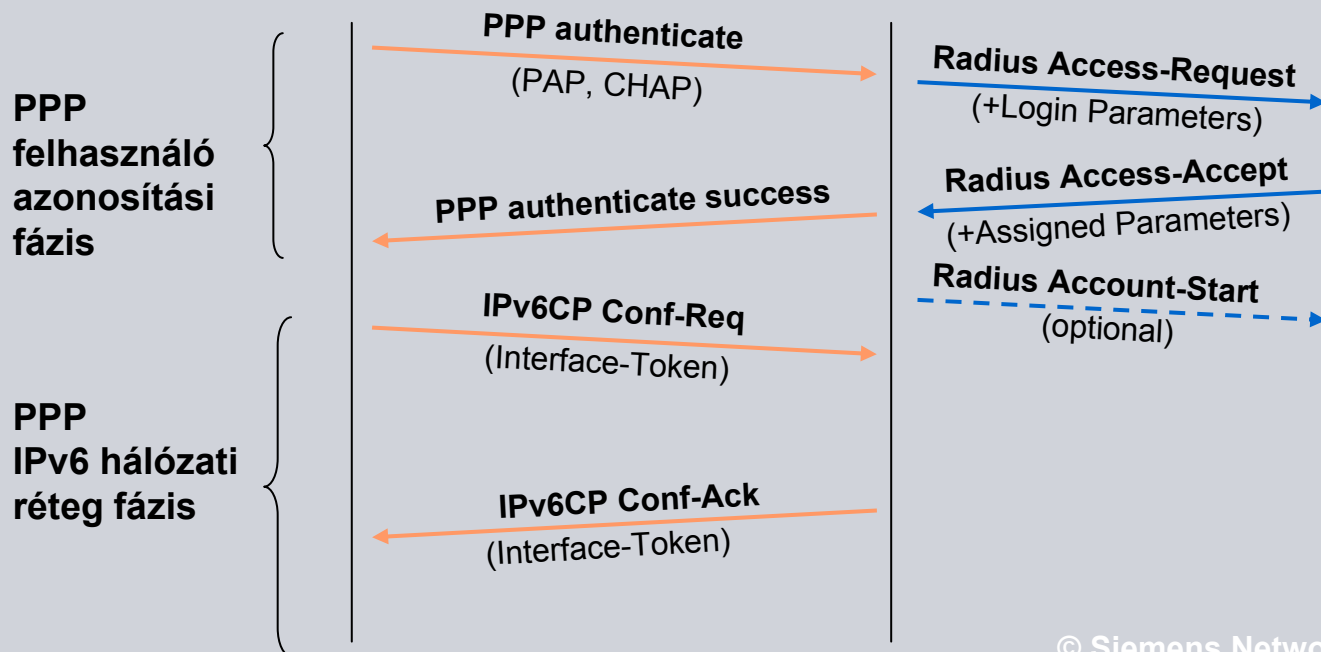 PPP authenticate
(PAP, CHAP)
Radius Access-Request
(+Login Parameters)
PPP
felhasználó
azonosítási
fázis
Radius Access-Accept
(+Assigned Parameters)
PPP authenticate success
Radius Account-Start
(optional)
IPv6CP Conf-Req
(Interface-Token)
PPP
IPv6 hálózati
réteg fázis
IPv6CP Conf-Ack
(Interface-Token)
© Siemens